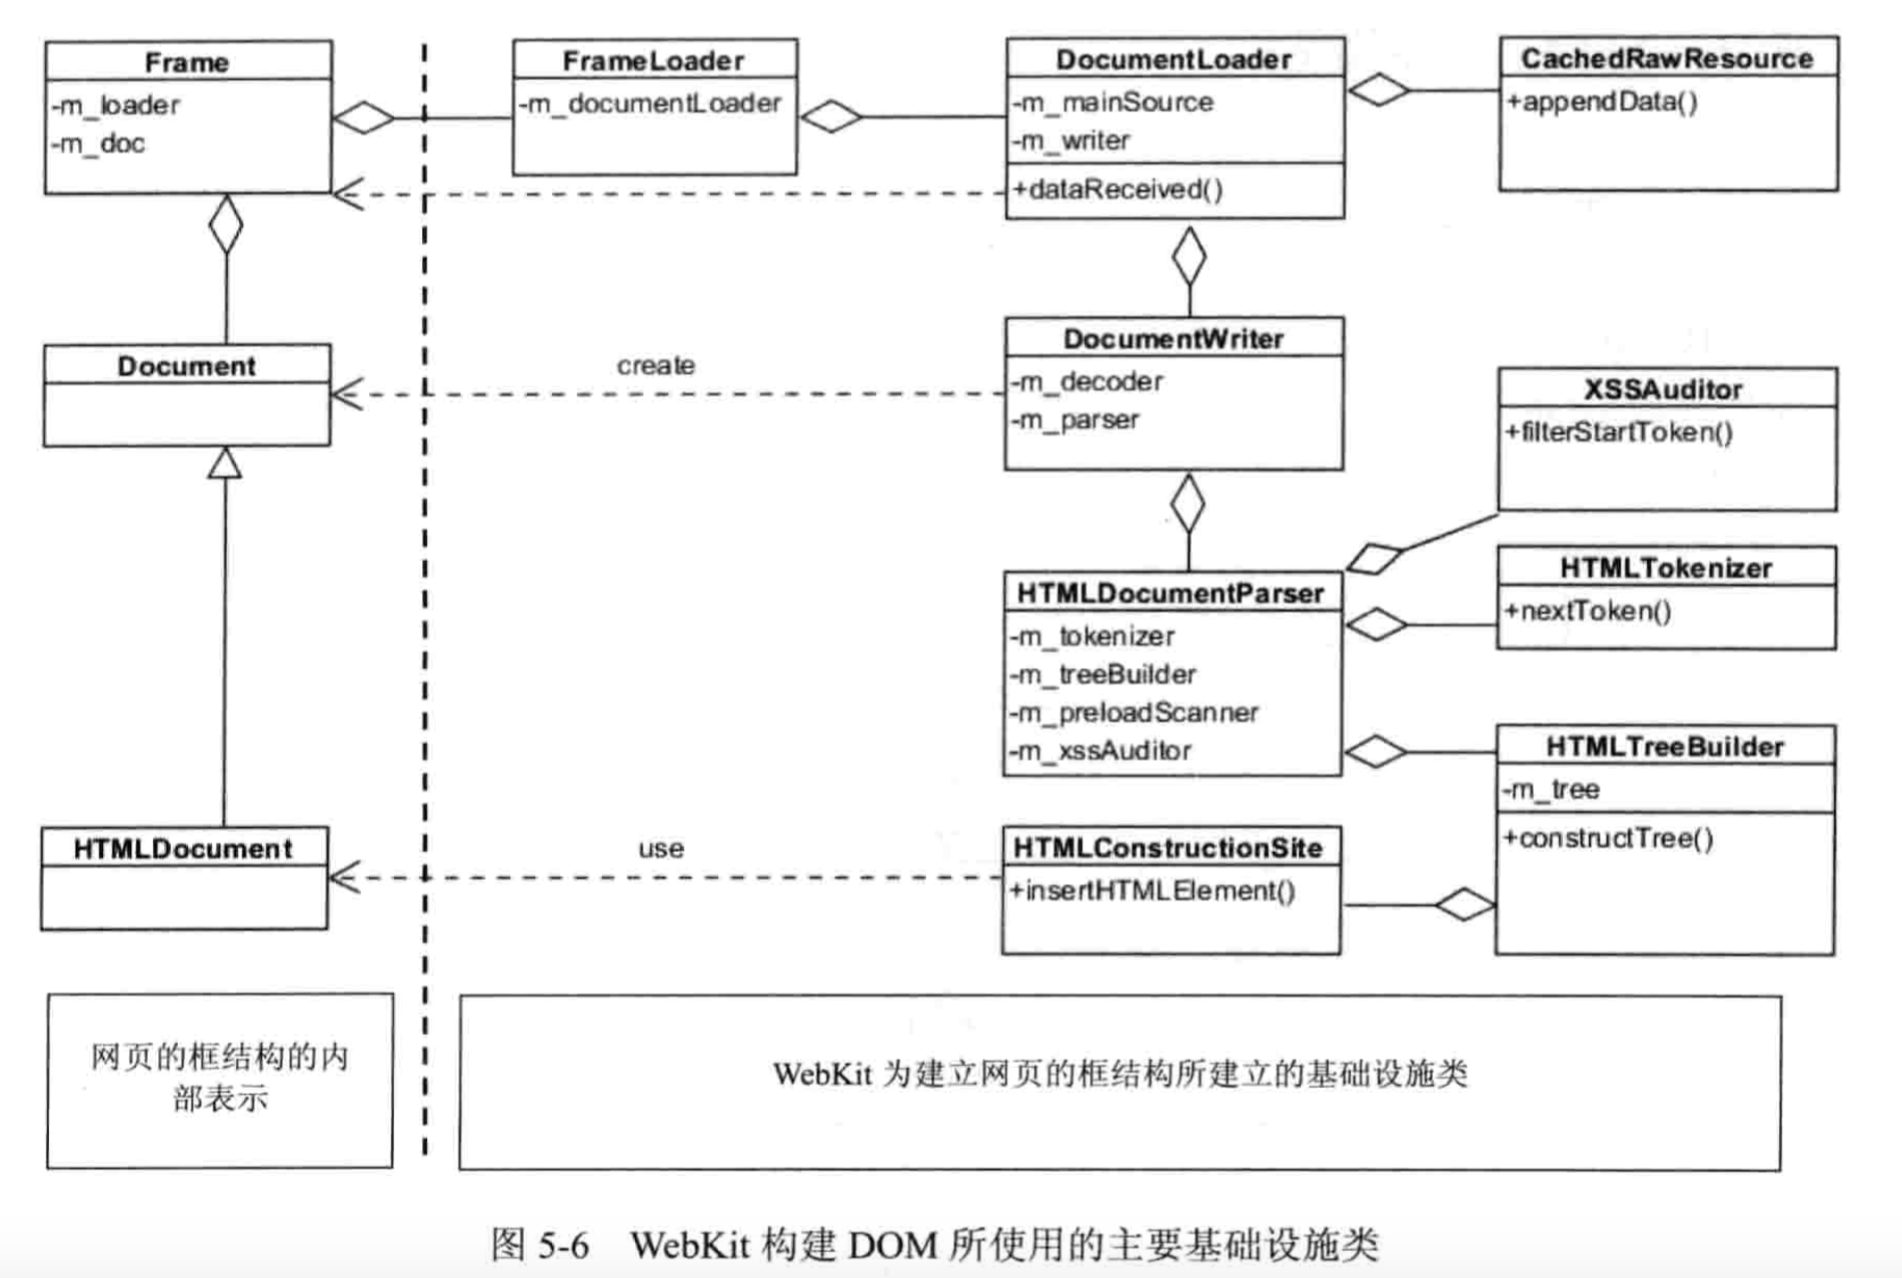 Frame
-m_loader
-m_doc
FrameLoader
-m_documentLoader
DocumentLoader
-m_mainSource
-m_writer
+dataReceived()
CachedRawResource
+appendData()
Document
create
DocumentWriter
-m_decoder
-m_parser
XSSAuditor
+filterStartToken()
HTMLDocumentParser
-m_tokenizer
-m_treeBuilder
-m_preloadScanner
-m_xssAuditor
HTMLTokenizer
+nextToken()
HTMLTreeBuilder
-m_tree
+constructTree()
HTMLDocument
use
HTMLConstructionSite
+insertHTMLElement()
网页的框结构的内
部表示
WebKit 为建立网页的框结构所建立的基础设施类
图 5-6 WebKit 构建 DOM 所使用的主要基础设施类